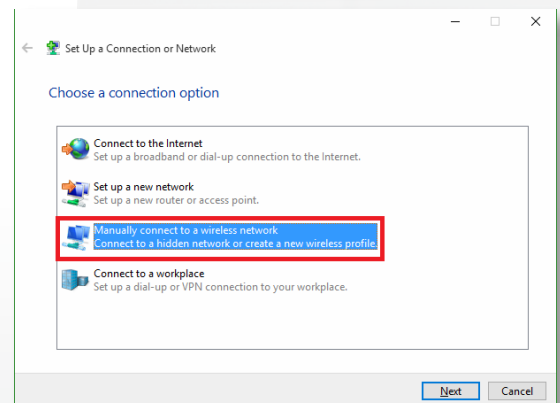 Set Up a Connection or Network
Choose a connection option
Connect to the Internet
Set up a broadband or dial-up connection to the Internet.
Set up a new network
Set up a new router or access point.
Manually connect to a wireless network
Connect to a hidden network or create a new wireless profile.
Connect to a workplace
Set up a dial-up or VPN connection to your workplace.
Next Cancel